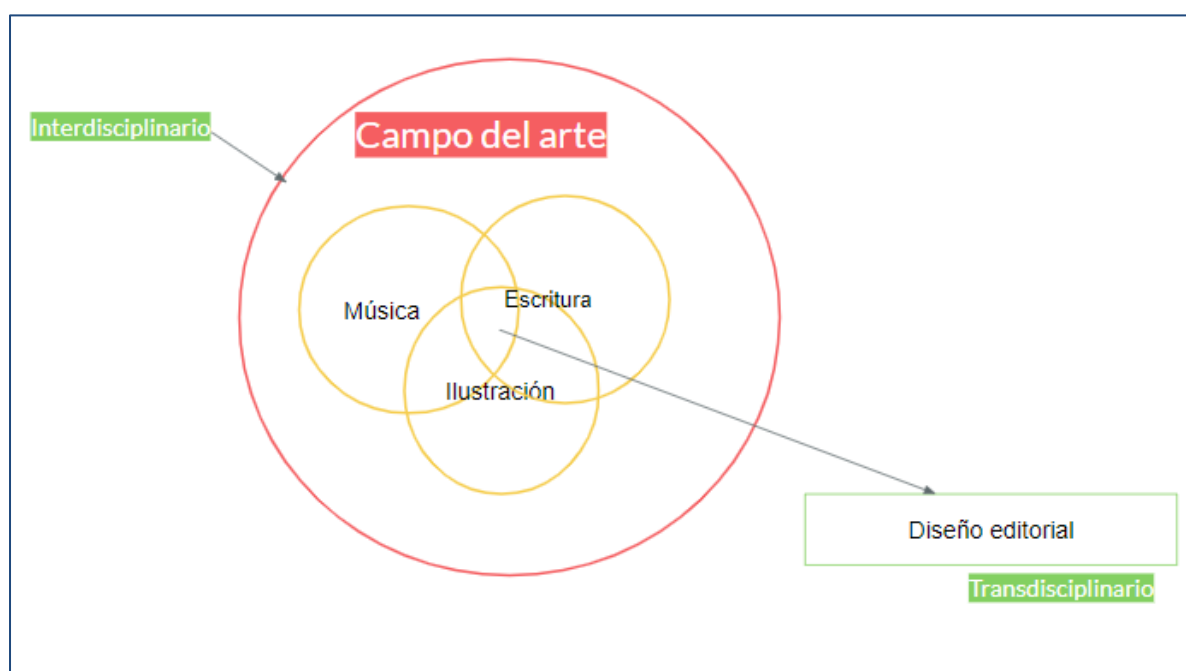 Interdisciplinario
Campo del arte
Música
Escritura
Ilustración
Diseño editorial
Transdisciplinario